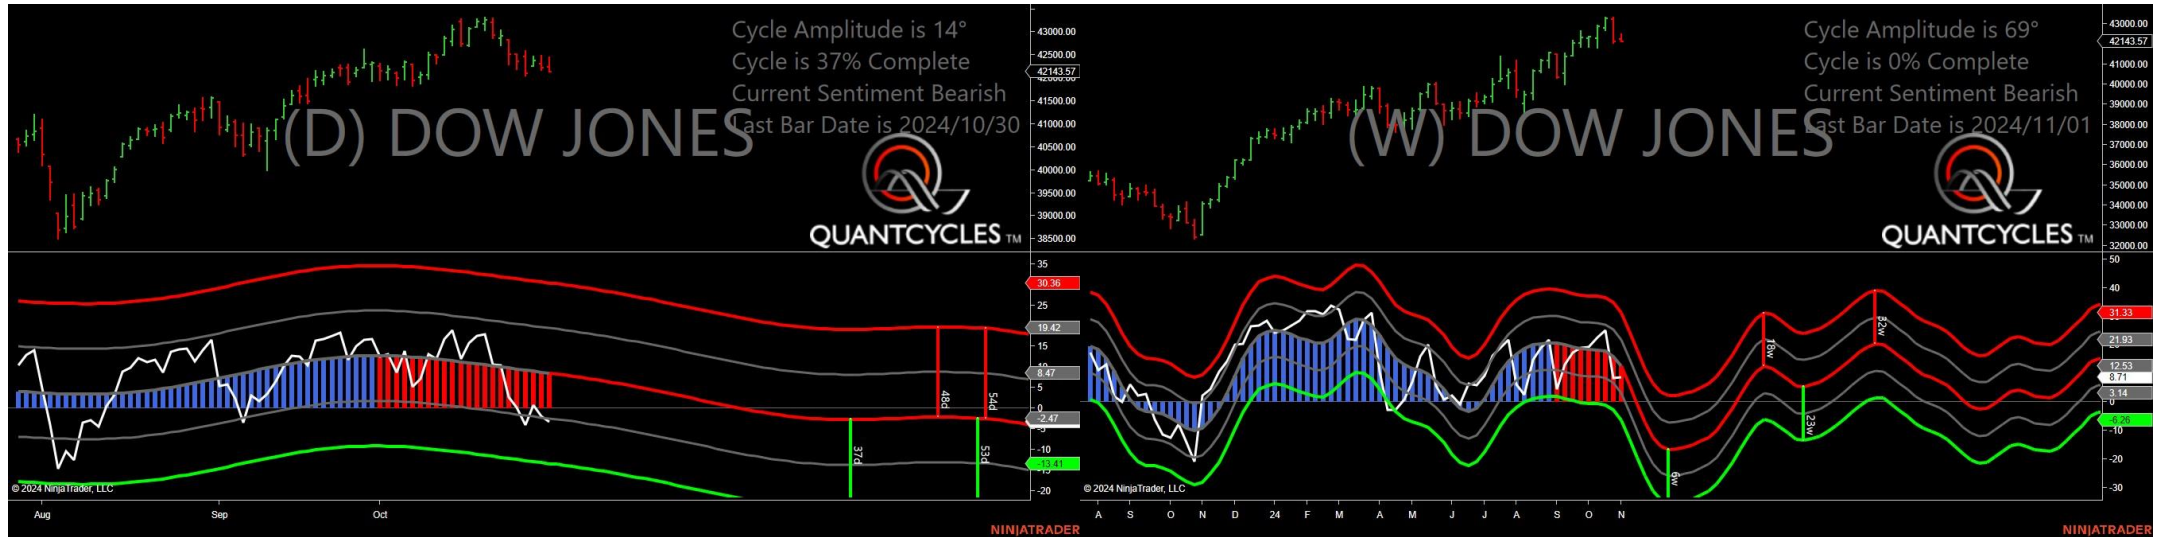 Cycle Amplitude is 14°
Cycle is 37% Complete
Current Sentiment Bearish
Last Bar Date is 2024/10/30
(D) DOW JONES
QUANTCYCLES TM
43000.00
42500.00
42143.57
42000.00
41500.00
41000.00
40500.00
40000.00
39500.00
39000.00
38500.00
35
30.36
25
19.42
15
8.47
5
0
-2.47
-10
-13.41
-20
37d
48d
53d
54d
© 2024 NinjaTrader, LLC
Aug Sep Oct
NINJATRADER
Cycle Amplitude is 69°
Cycle is 0% Complete
Current Sentiment Bearish
Last Bar Date is 2024/11/01
(W) DOW JONES
QUANTCYCLES TM
43000.00
42143.57
41000.00
40000.00
39000.00
38000.00
37000.00
36000.00
35000.00
34000.00
33000.00
32000.00
50
40
31.33
21.93
12.53
8.71
3.14
0
-6.26
-10
-20
-30
6w
18w
23w
32w
© 2024 NinjaTrader, LLC
A S O N D 24 F M A M J J A S O N
NINJATRADER